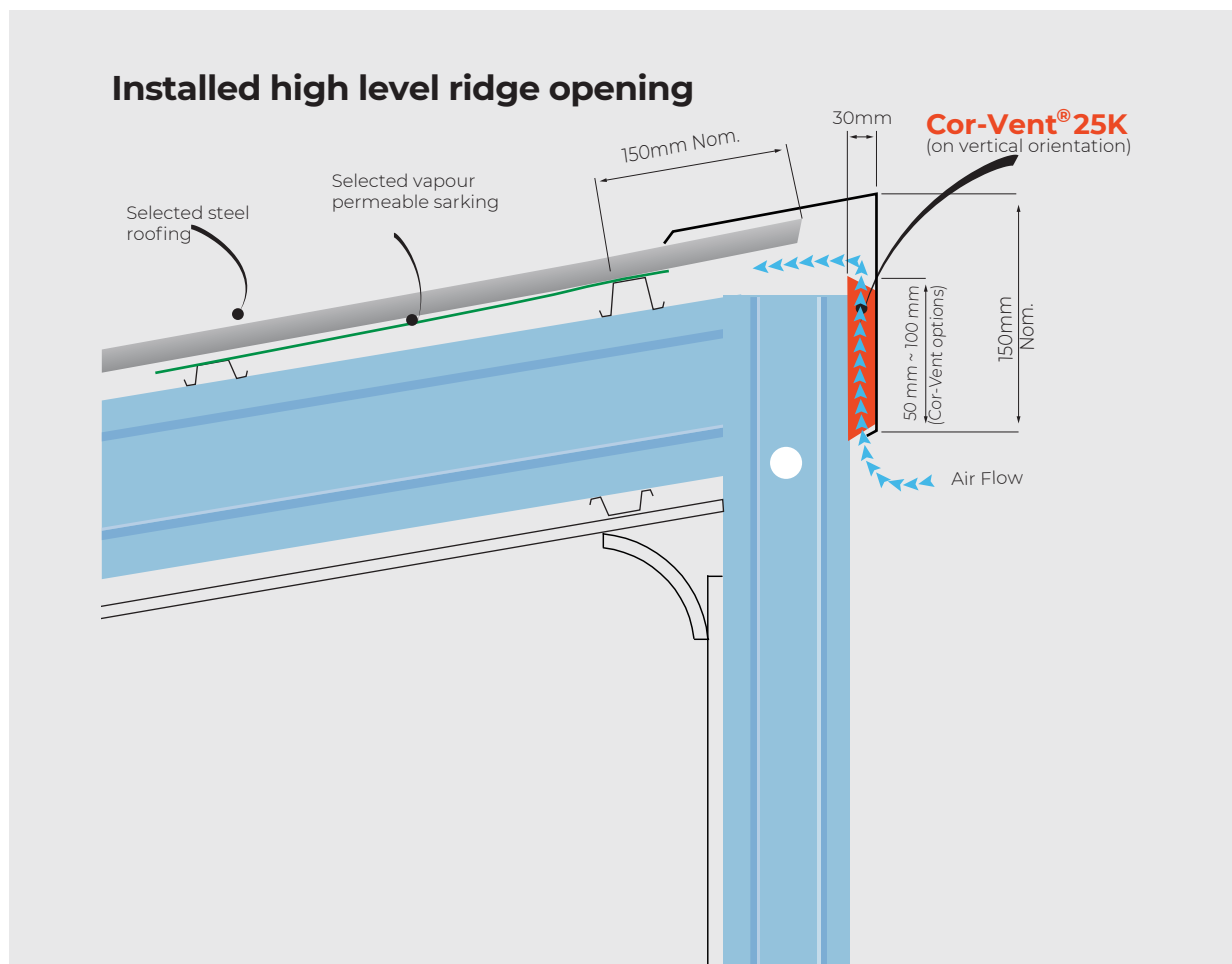 Installed high level ridge opening
30mm
Cor-Vent® 25K
(on vertical orientation)
150mm Nom.
Selected vapour
permeable sarking
Selected steel
roofing
50 mm ~ 100 mm
(Cor-Vent options)
150mm
Nom.
Air Flow